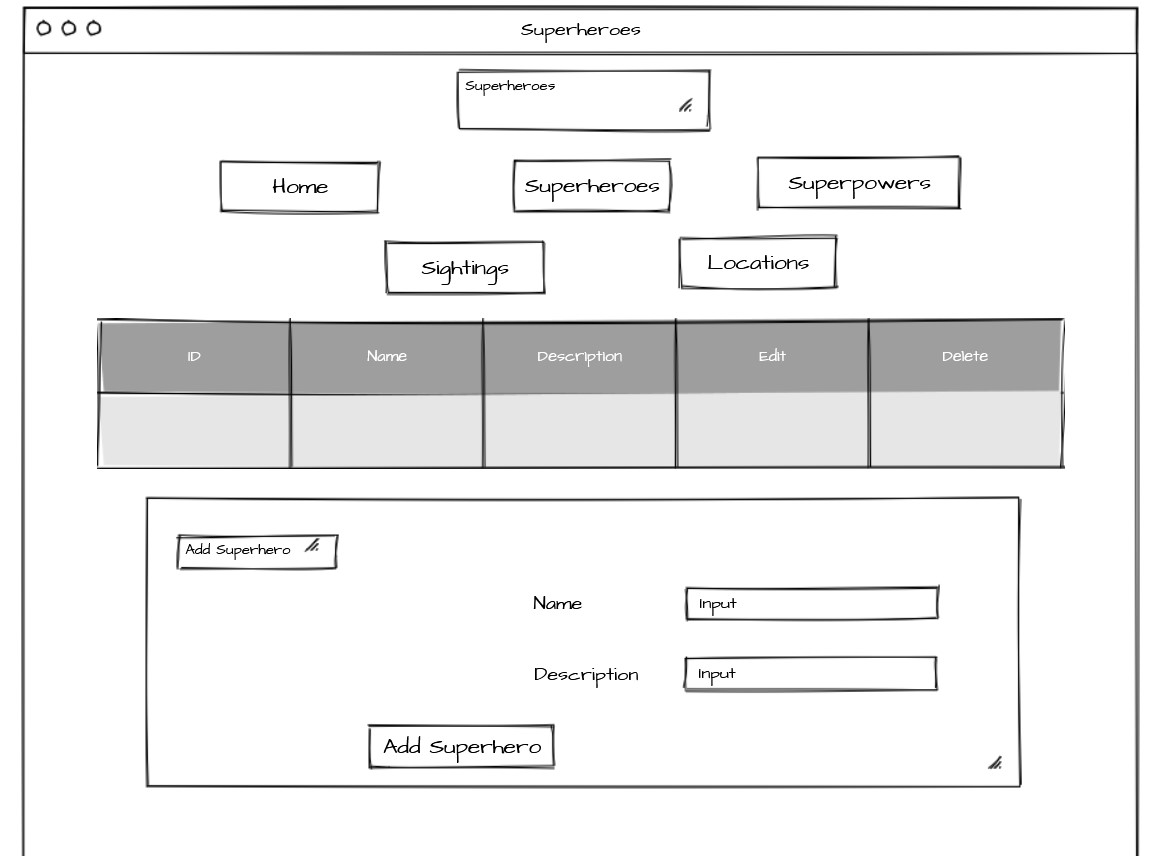 Superheroes
Superheroes
Home
Superheroes
Superpowers
Sightings
Locations
ID
Name
Description
Edit
Delete
Add Superhero
Name
Input
Description
Input
Add Superhero